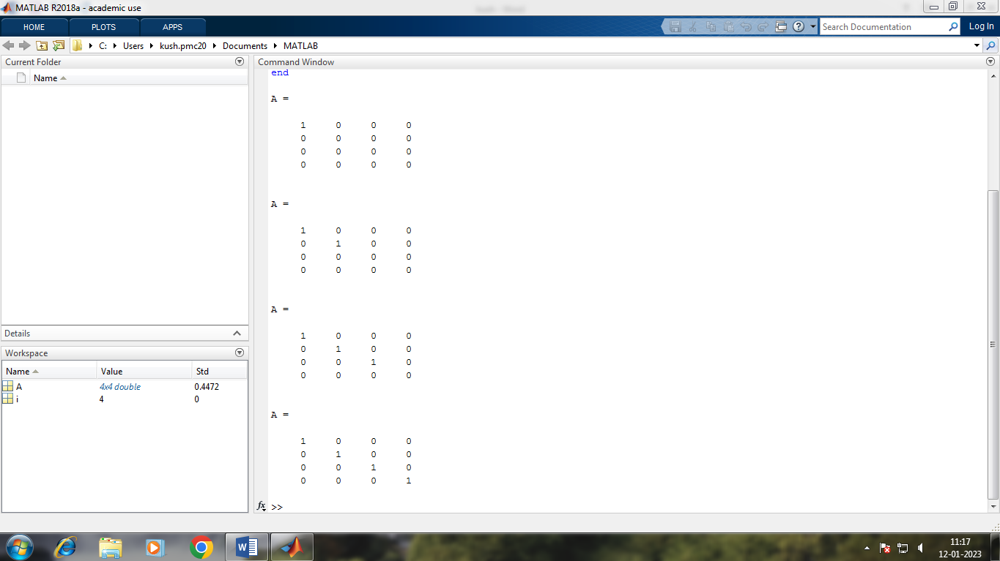 MATLAB R2018a - academic use
HOME PLOTS APPS
Search Documentation Log In
C: Users kush.pmc20 Documents MATLAB
Current Folder
Name
Details
Workspace
Name Value Std
A 4x4 double 0.4472
i 4 0
Command Window
end
A =
1 0 0 0
0 0 0 0
0 0 0 0
0 0 0 0
A =
1 0 0 0
0 1 0 0
0 0 0 0
0 0 0 0
A =
1 0 0 0
0 1 0 0
0 0 1 0
0 0 0 0
A =
1 0 0 0
0 1 0 0
0 0 1 0
0 0 0 1
fx >>
11:17
12-01-2023